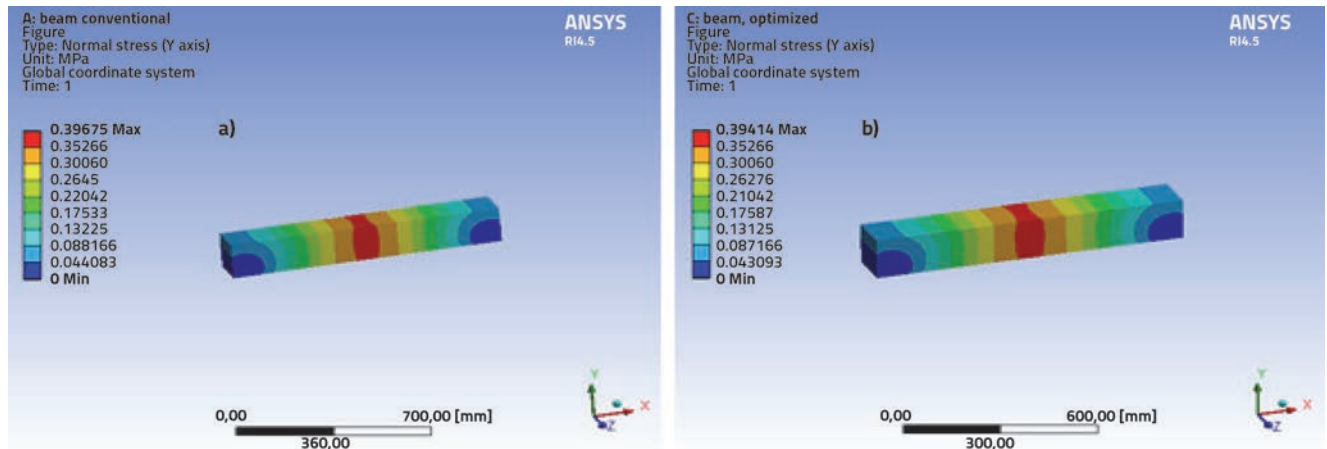 A: beam conventional
Figure
Type: Normal stress (Y axis)
Unit: MPa
Global coordinate system
Time: 1
ANSYS
R14.5
a)
0.39675 Max
0.35266
0.30060
0.2645
0.22042
0.17533
0.13225
0.088166
0.044083
0 Min
Y
X
Z
0,00
700,00 [mm]
360,00
C: beam, optimized
Figure
Type: Normal stress (Y axis)
Unit: MPa
Global coordinate system
Time: 1
ANSYS
R14.5
b)
0.39414 Max
0.35266
0.30060
0.26276
0.21042
0.17587
0.13125
0.087166
0.043093
0 Min
Y
X
Z
0,00
600,00 [mm]
300,00